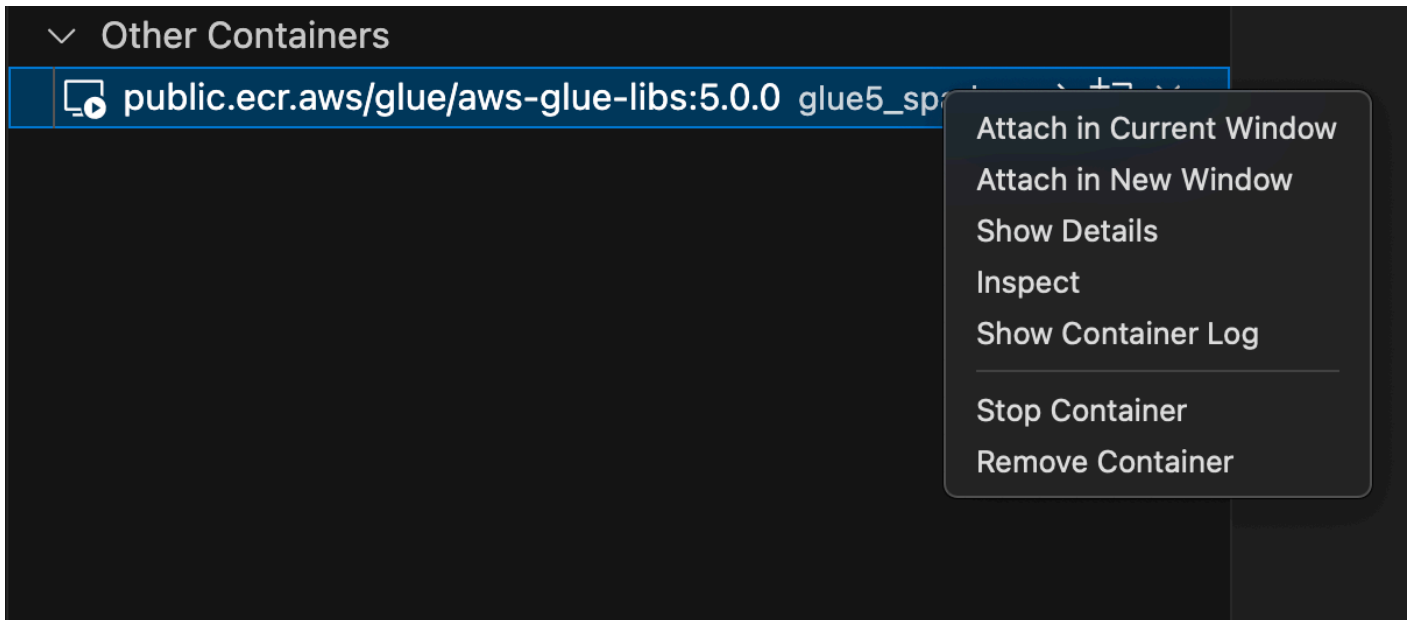 Other Containers
public.ecr.aws/glue/aws-glue-libs:5.0.0 glue5_spa
Attach in Current Window
Attach in New Window
Show Details
Inspect
Show Container Log
Stop Container
Remove Container